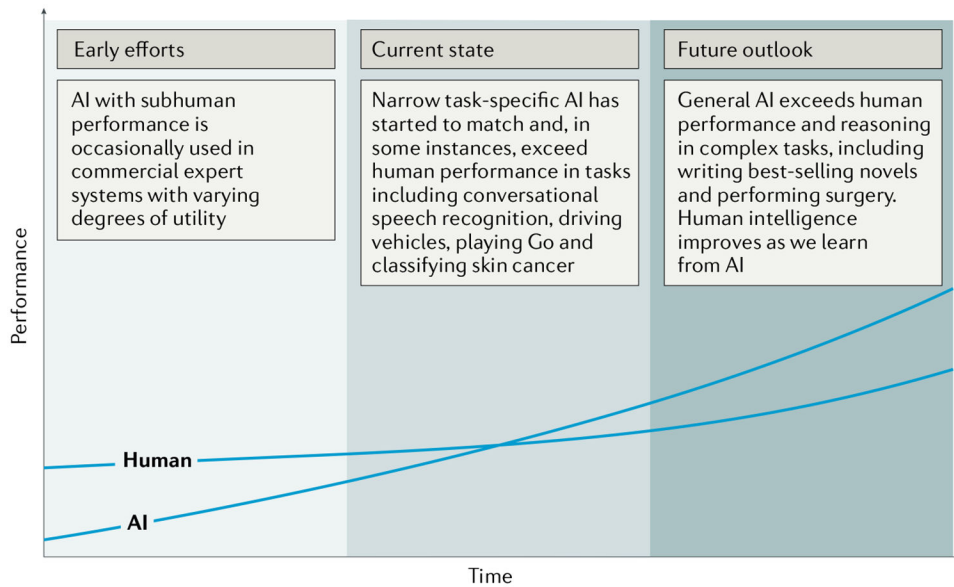 Early efforts
AI with subhuman
performance is
occasionally used in
commercial expert
systems with varying
degrees of utility
Current state
Narrow task-specific AI has
started to match and, in
some instances, exceed
human performance in tasks
including conversational
speech recognition, driving
vehicles, playing Go and
classifying skin cancer
Future outlook
General AI exceeds human
performance and reasoning
in complex tasks, including
writing best-selling novels
and performing surgery.
Human intelligence
improves as we learn
from AI
Performance
Human
AI
Time